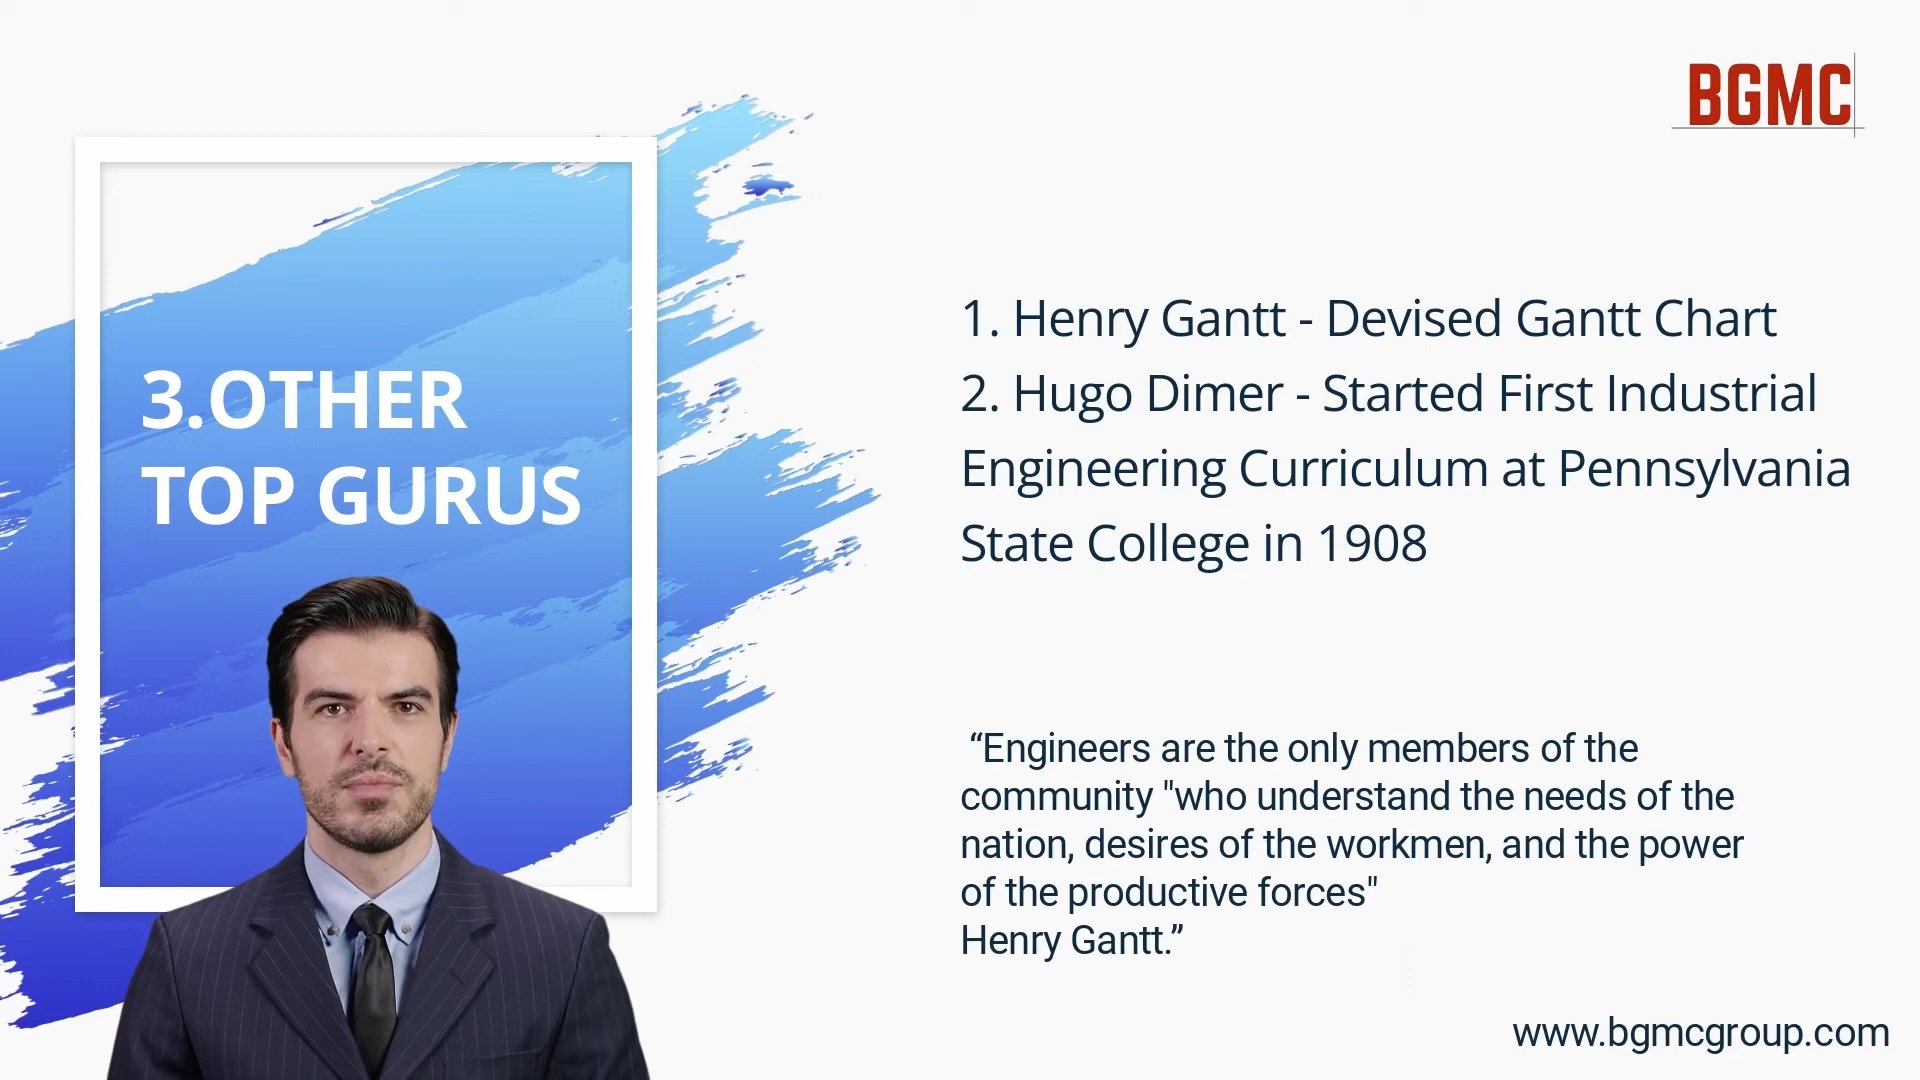 BGMC
3.OTHER
TOP GURUS
1. Henry Gantt - Devised Gantt Chart
2. Hugo Dimer - Started First Industrial
Engineering Curriculum at Pennsylvania
State College in 1908
“Engineers are the only members of the
community "who understand the needs of the
nation, desires of the workmen, and the power
of the productive forces"
Henry Gantt.”
www.bgmcgroup.com